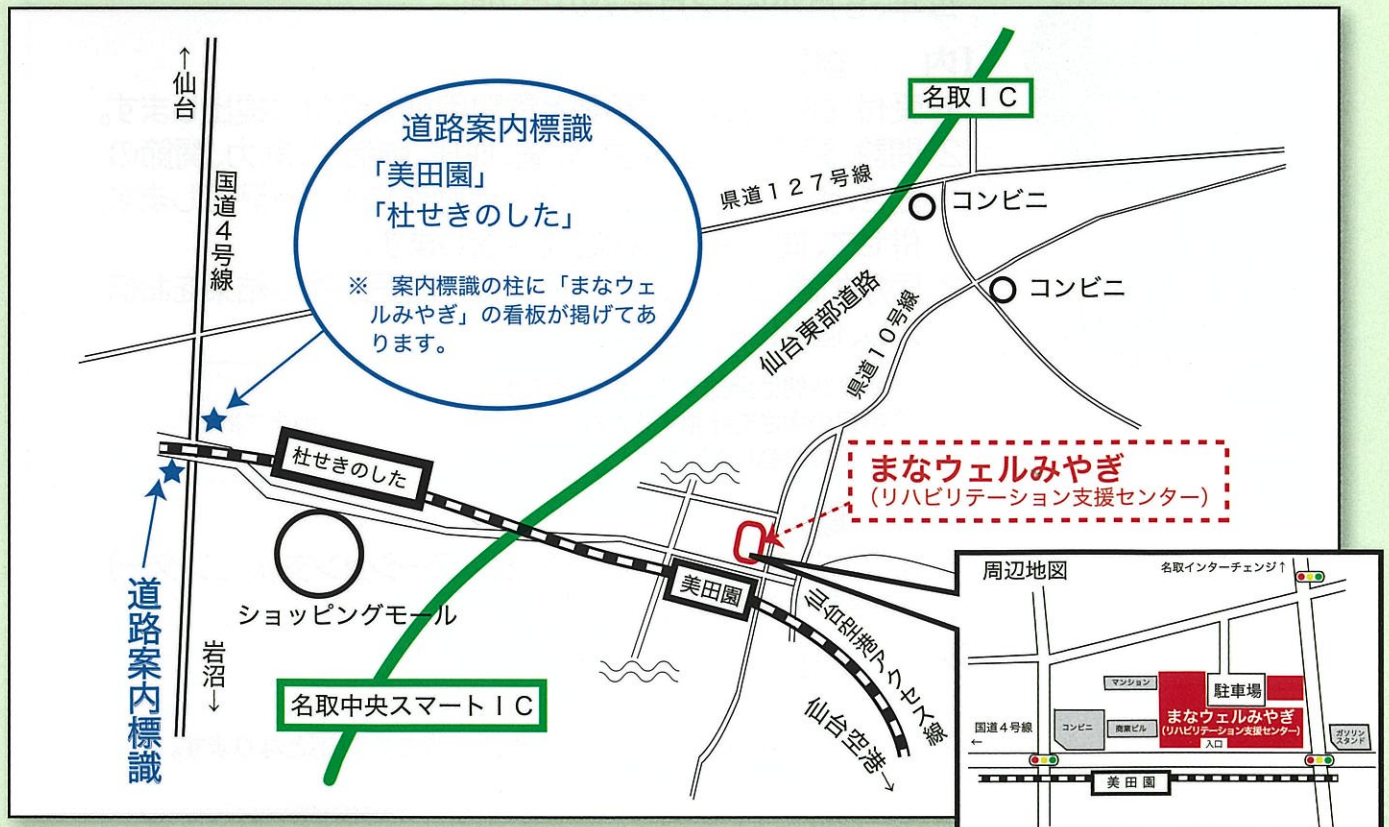 ↑仙台
国道4号線
道路案内標識
「美田園」
「杜せきのした」
※ 案内標識の柱に「まなウェ
ルみやぎ」の看板が掲げてあ
ります。
名取IC
県道127号線
コンビニ
コンビニ
仙台東部道路
県道10号線
杜せきのした
まなウェルみやぎ
(リハビリテーション支援センター)
ショッピングモール
美田園
道路案内標識
岩沼→
名取中央スマートIC
仙台空港アクセス線
仙台空港→
周辺地図
名取インターチェンジ↑
マンション
駐車場
国道4号線
←
コンビニ
商業ビル
まなウェルみやぎ
(リハビリテーション支援センター)
入口
ガソリン
スタンド
美田園